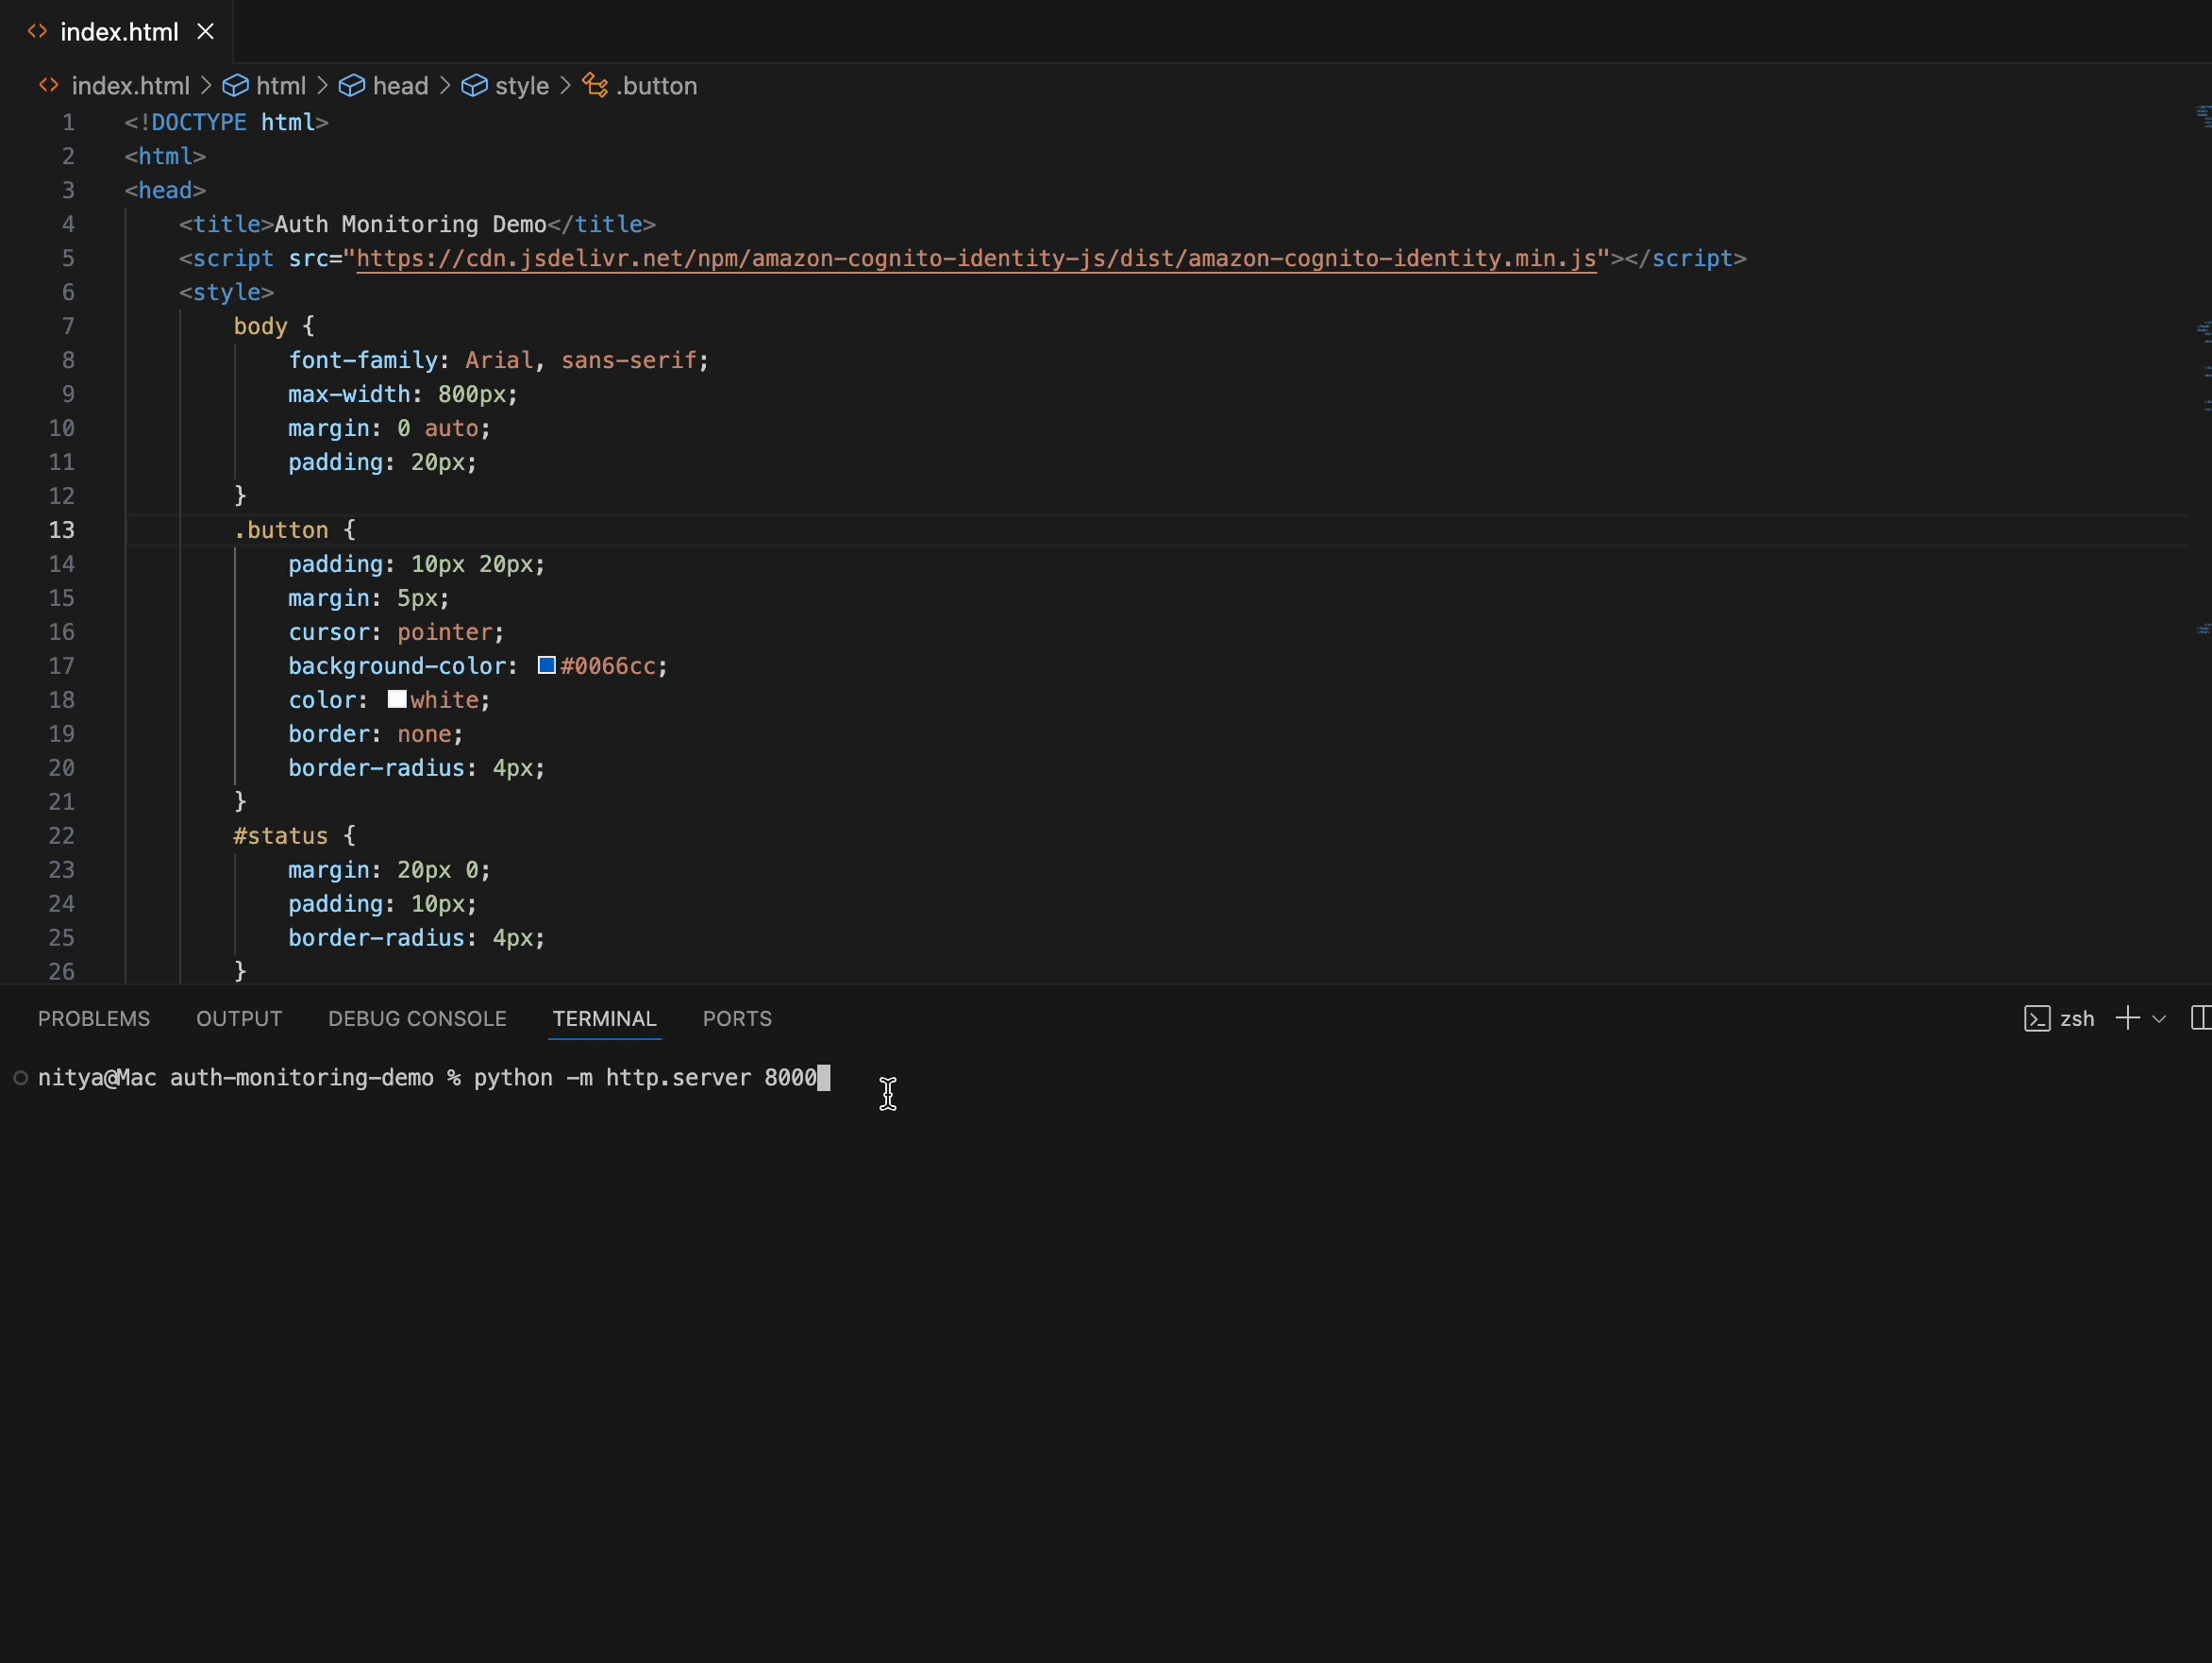 index.html
index.html > html > head > style > .button
1 <!DOCTYPE html>
2 <html>
3 <head>
4 <title>Auth Monitoring Demo</title>
5 <script src="https://cdn.jsdelivr.net/npm/amazon-cognito-identity-js/dist/amazon-cognito-identity.min.js"></script>
6 <style>
7 body {
8 font-family: Arial, sans-serif;
9 max-width: 800px;
10 margin: 0 auto;
11 padding: 20px;
12 }
13 .button {
14 padding: 10px 20px;
15 margin: 5px;
16 cursor: pointer;
17 background-color: #0066cc;
18 color: white;
19 border: none;
20 border-radius: 4px;
21 }
22 #status {
23 margin: 20px 0;
24 padding: 10px;
25 border-radius: 4px;
26 }
PROBLEMS OUTPUT DEBUG CONSOLE TERMINAL PORTS zsh
nitya@Mac auth-monitoring-demo % python -m http.server 8000